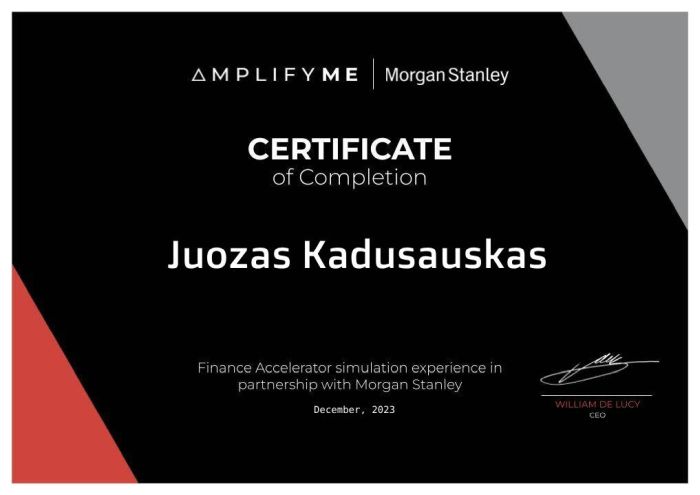 AMPLIFYME | Morgan Stanley
CERTIFICATE
of Completion
Juozas Kadusauskas
Finance Accelerator simulation experience in
partnership with Morgan Stanley
December, 2023
WILLIAM DE LUCY
CEO